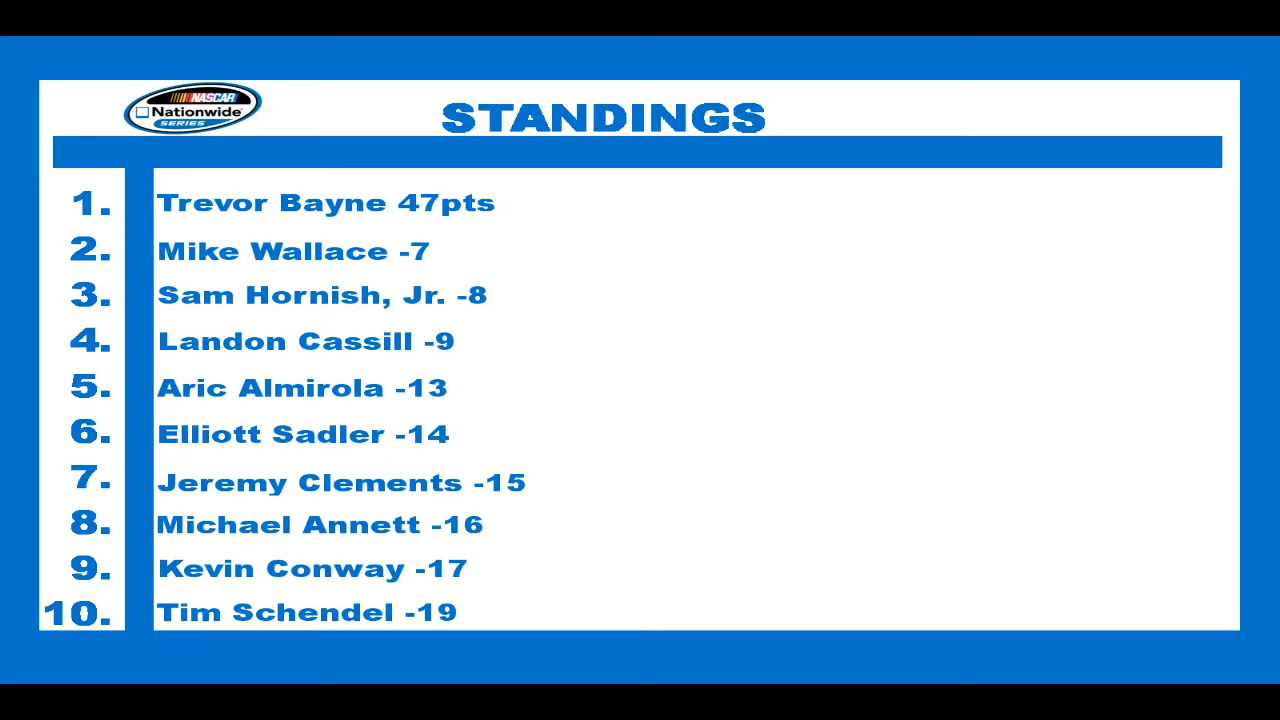 NASCAR
Nationwide
SERIES
STANDINGS
1. Trevor Bayne 47pts
2. Mike Wallace -7
3. Sam Hornish, Jr. -8
4. Landon Cassill -9
5. Aric Almirola -13
6. Elliott Sadler -14
7. Jeremy Clements -15
8. Michael Annett -16
9. Kevin Conway -17
10. Tim Schendel -19